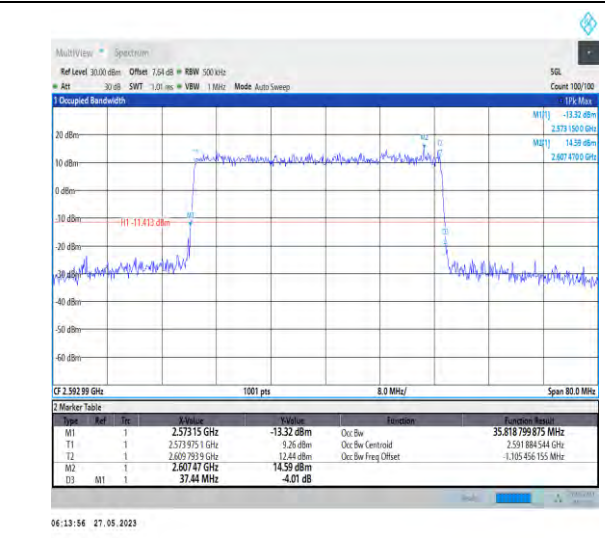 MultiView Spectrum
Ref Level 30.00 dBm Offset 7.64 dB RBW 500 kHz SGL
Att 30 dB SWT 1.01 ms VBW 1 MHz Mode Auto Sweep Count 100/100
1 Occupied Bandwidth 1Pk Max
M1[1] -13.32 dBm
2.573 150 0 GHz
20 dBm M2[1] 14.59 dBm
M2 T2
10 dBm 2.607 470 0 GHz
0 dBm
-10 dBm H1 -11.413 dBm M1
D3
-20 dBm
-30 dBm
-40 dBm
-50 dBm
-60 dBm
CF 2.592 99 GHz 1001 pts 8.0 MHz/ Span 80.0 MHz
2 Marker Table
Type Ref Trc X-Value Y-Value Function Function Result
M1 1 2.573 15 GHz -13.32 dBm Occ Bw 35.818 799 875 MHz
T1 1 2.573 975 1 GHz 9.26 dBm Occ Bw Centroid 2.591 884 544 GHz
T2 1 2.609 793 9 GHz 12.44 dBm Occ Bw Freq Offset -1.105 456 155 MHz
M2 1 2.607 47 GHz 14.59 dBm
D3 M1 1 37.44 MHz -4.01 dB
06:13:56 27.05.2023